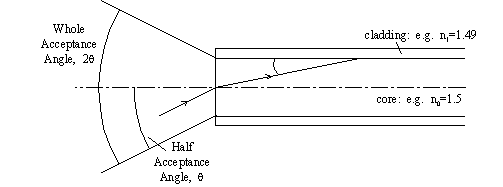 Whole
Acceptance
Angle, 2θ
cladding: e.g. n₁=1.49
core: e.g. n₀=1.5
Half
Acceptance
Angle, θ